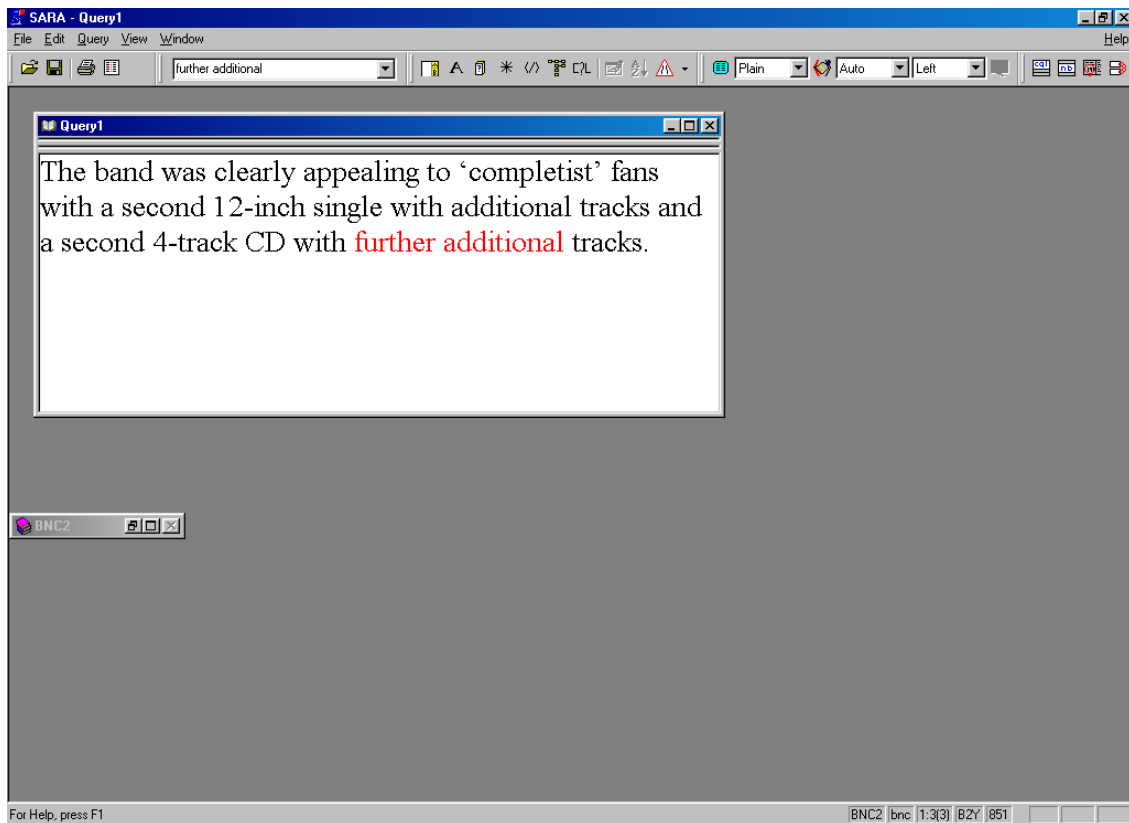 SARA - Query1
File Edit Query View Window Help
further additional Plain Auto Left
Query1
The band was clearly appealing to ‘completist’ fans
with a second 12-inch single with additional tracks and
a second 4-track CD with further additional tracks.
BNC2
For Help, press F1 BNC2 bnc 1:3(3) B2Y 851